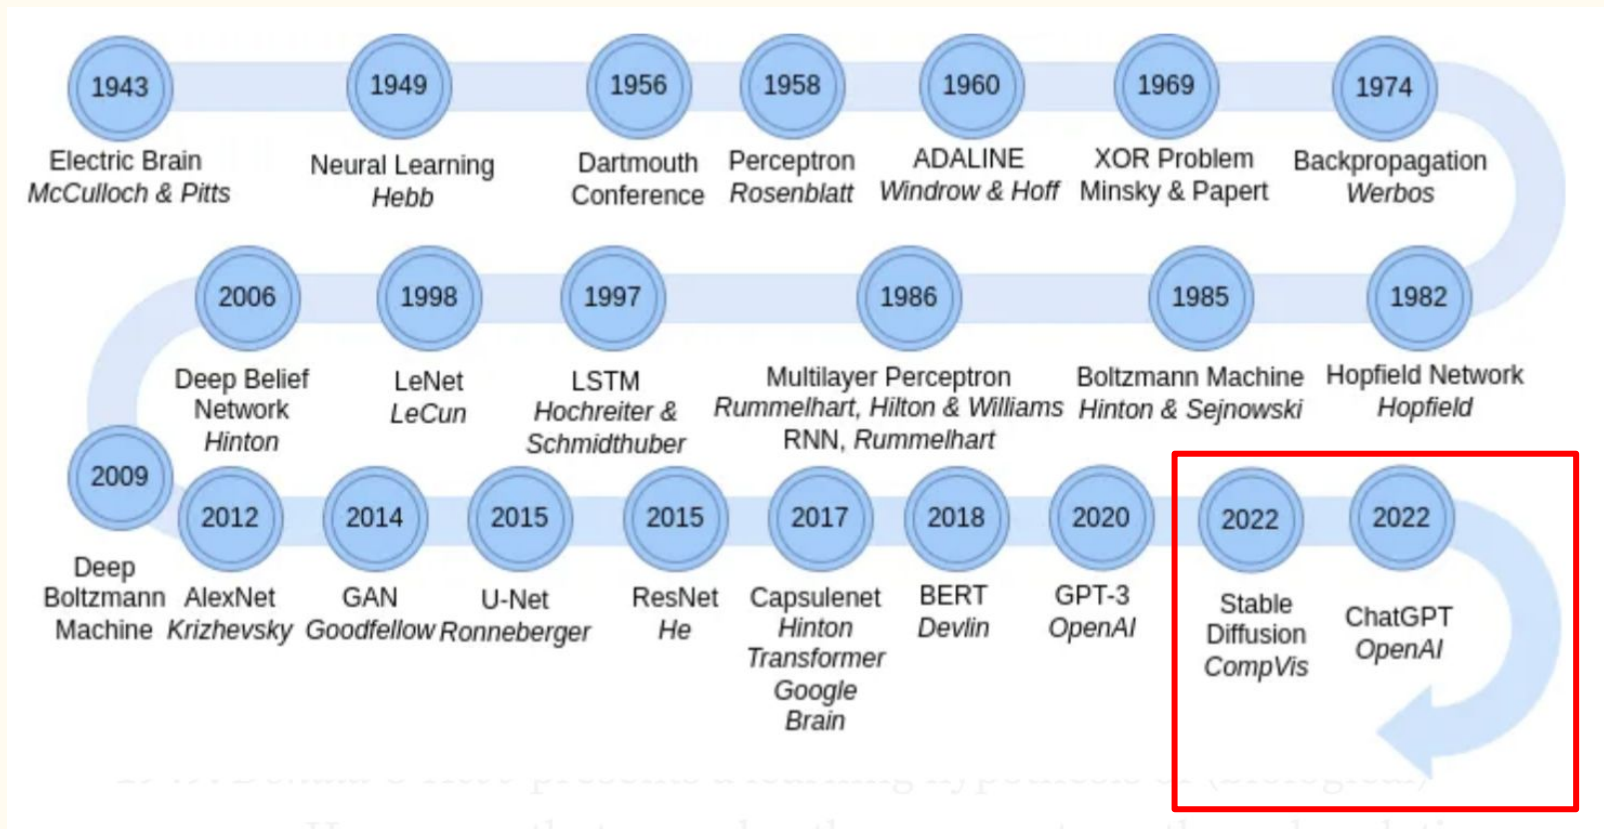 1943
Electric Brain
McCulloch & Pitts
1949
Neural Learning
Hebb
1956
Dartmouth
Conference
1958
Perceptron
Rosenblatt
1960
ADALINE
Windrow & Hoff
1969
XOR Problem
Minsky & Papert
1974
Backpropagation
Werbos
1982
Hopfield Network
Hopfield
1985
Boltzmann Machine
Hinton & Sejnowski
1986
Multilayer Perceptron
Rummelhart, Hilton & Williams
RNN, Rummelhart
1997
LSTM
Hochreiter &
Schmidthuber
1998
LeNet
LeCun
2006
Deep Belief
Network
Hinton
2009
Deep
Boltzmann
Machine
2012
AlexNet
Krizhevsky
2014
GAN
Goodfellow
2015
U-Net
Ronneberger
2015
ResNet
He
2017
Capsulenet
Hinton
Transformer
Google
Brain
2018
BERT
Devlin
2020
GPT-3
OpenAI
2022
Stable
Diffusion
CompVis
2022
ChatGPT
OpenAI